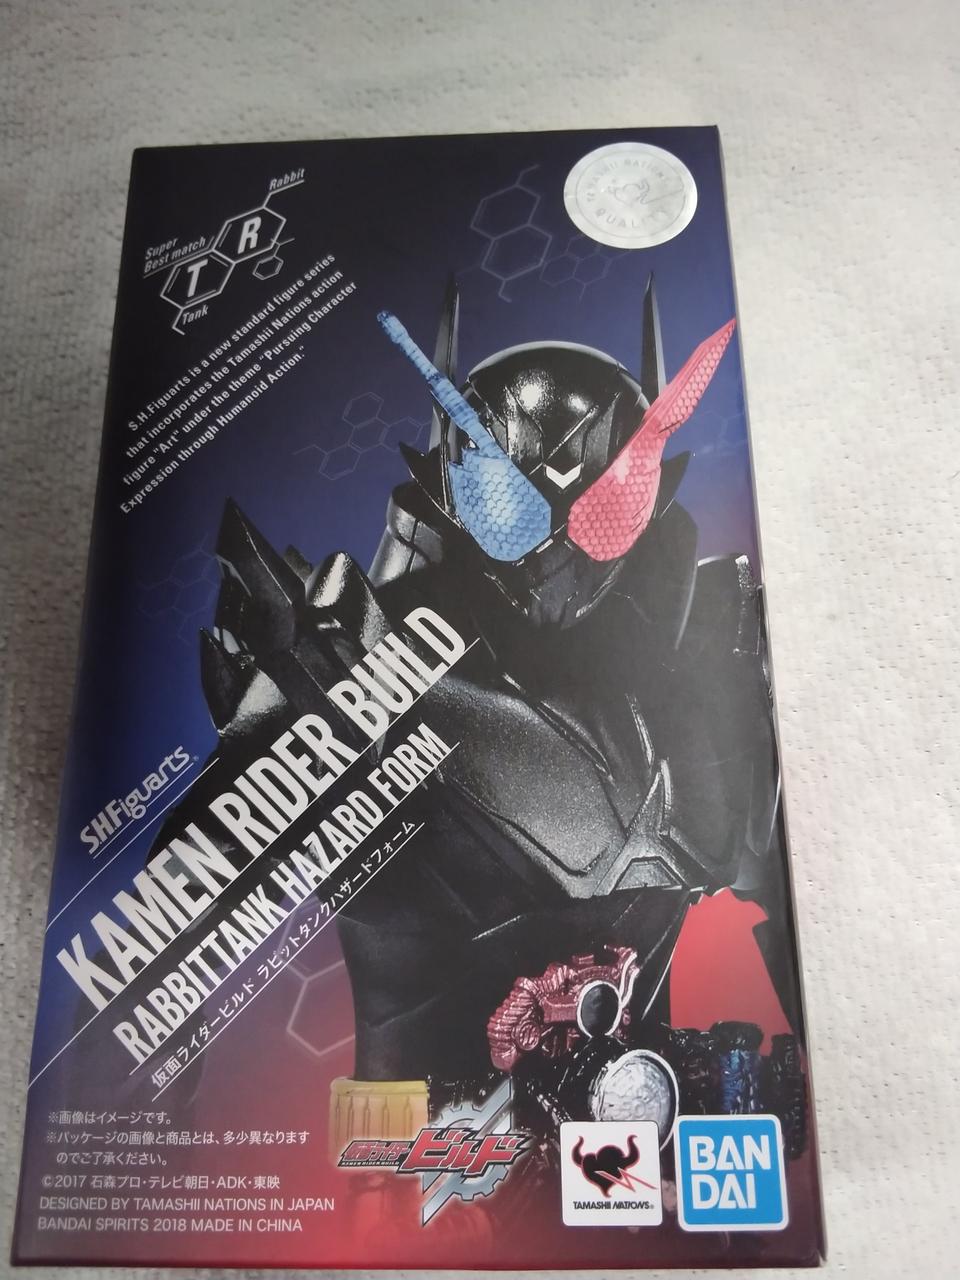 TAMASHII NATIONS
QUALITY
Rabbit
Super
Best match
R
T
Tank
S.H.Figuarts is a new standard figure series
that incorporates the Tamashii Nations action
figure "Art" under the theme "Pursuing Character
Expression through Humanoid Action."
S.H.Figuarts
KAMEN RIDER BUILD
RABBITTANK HAZARD FORM
仮面ライダービルド ラビットタンクハザードフォーム
※画像はイメージです。
※パッケージの画像と商品とは、多少異なります
のでご了承ください。
©2017 石森プロ・テレビ朝日・ADK・東映
DESIGNED BY TAMASHII NATIONS IN JAPAN
BANDAI SPIRITS 2018 MADE IN CHINA
仮面ライダー
KAMEN RIDER BUILD
ビルド
TAMASHII NATIONS®
BAN
DAI